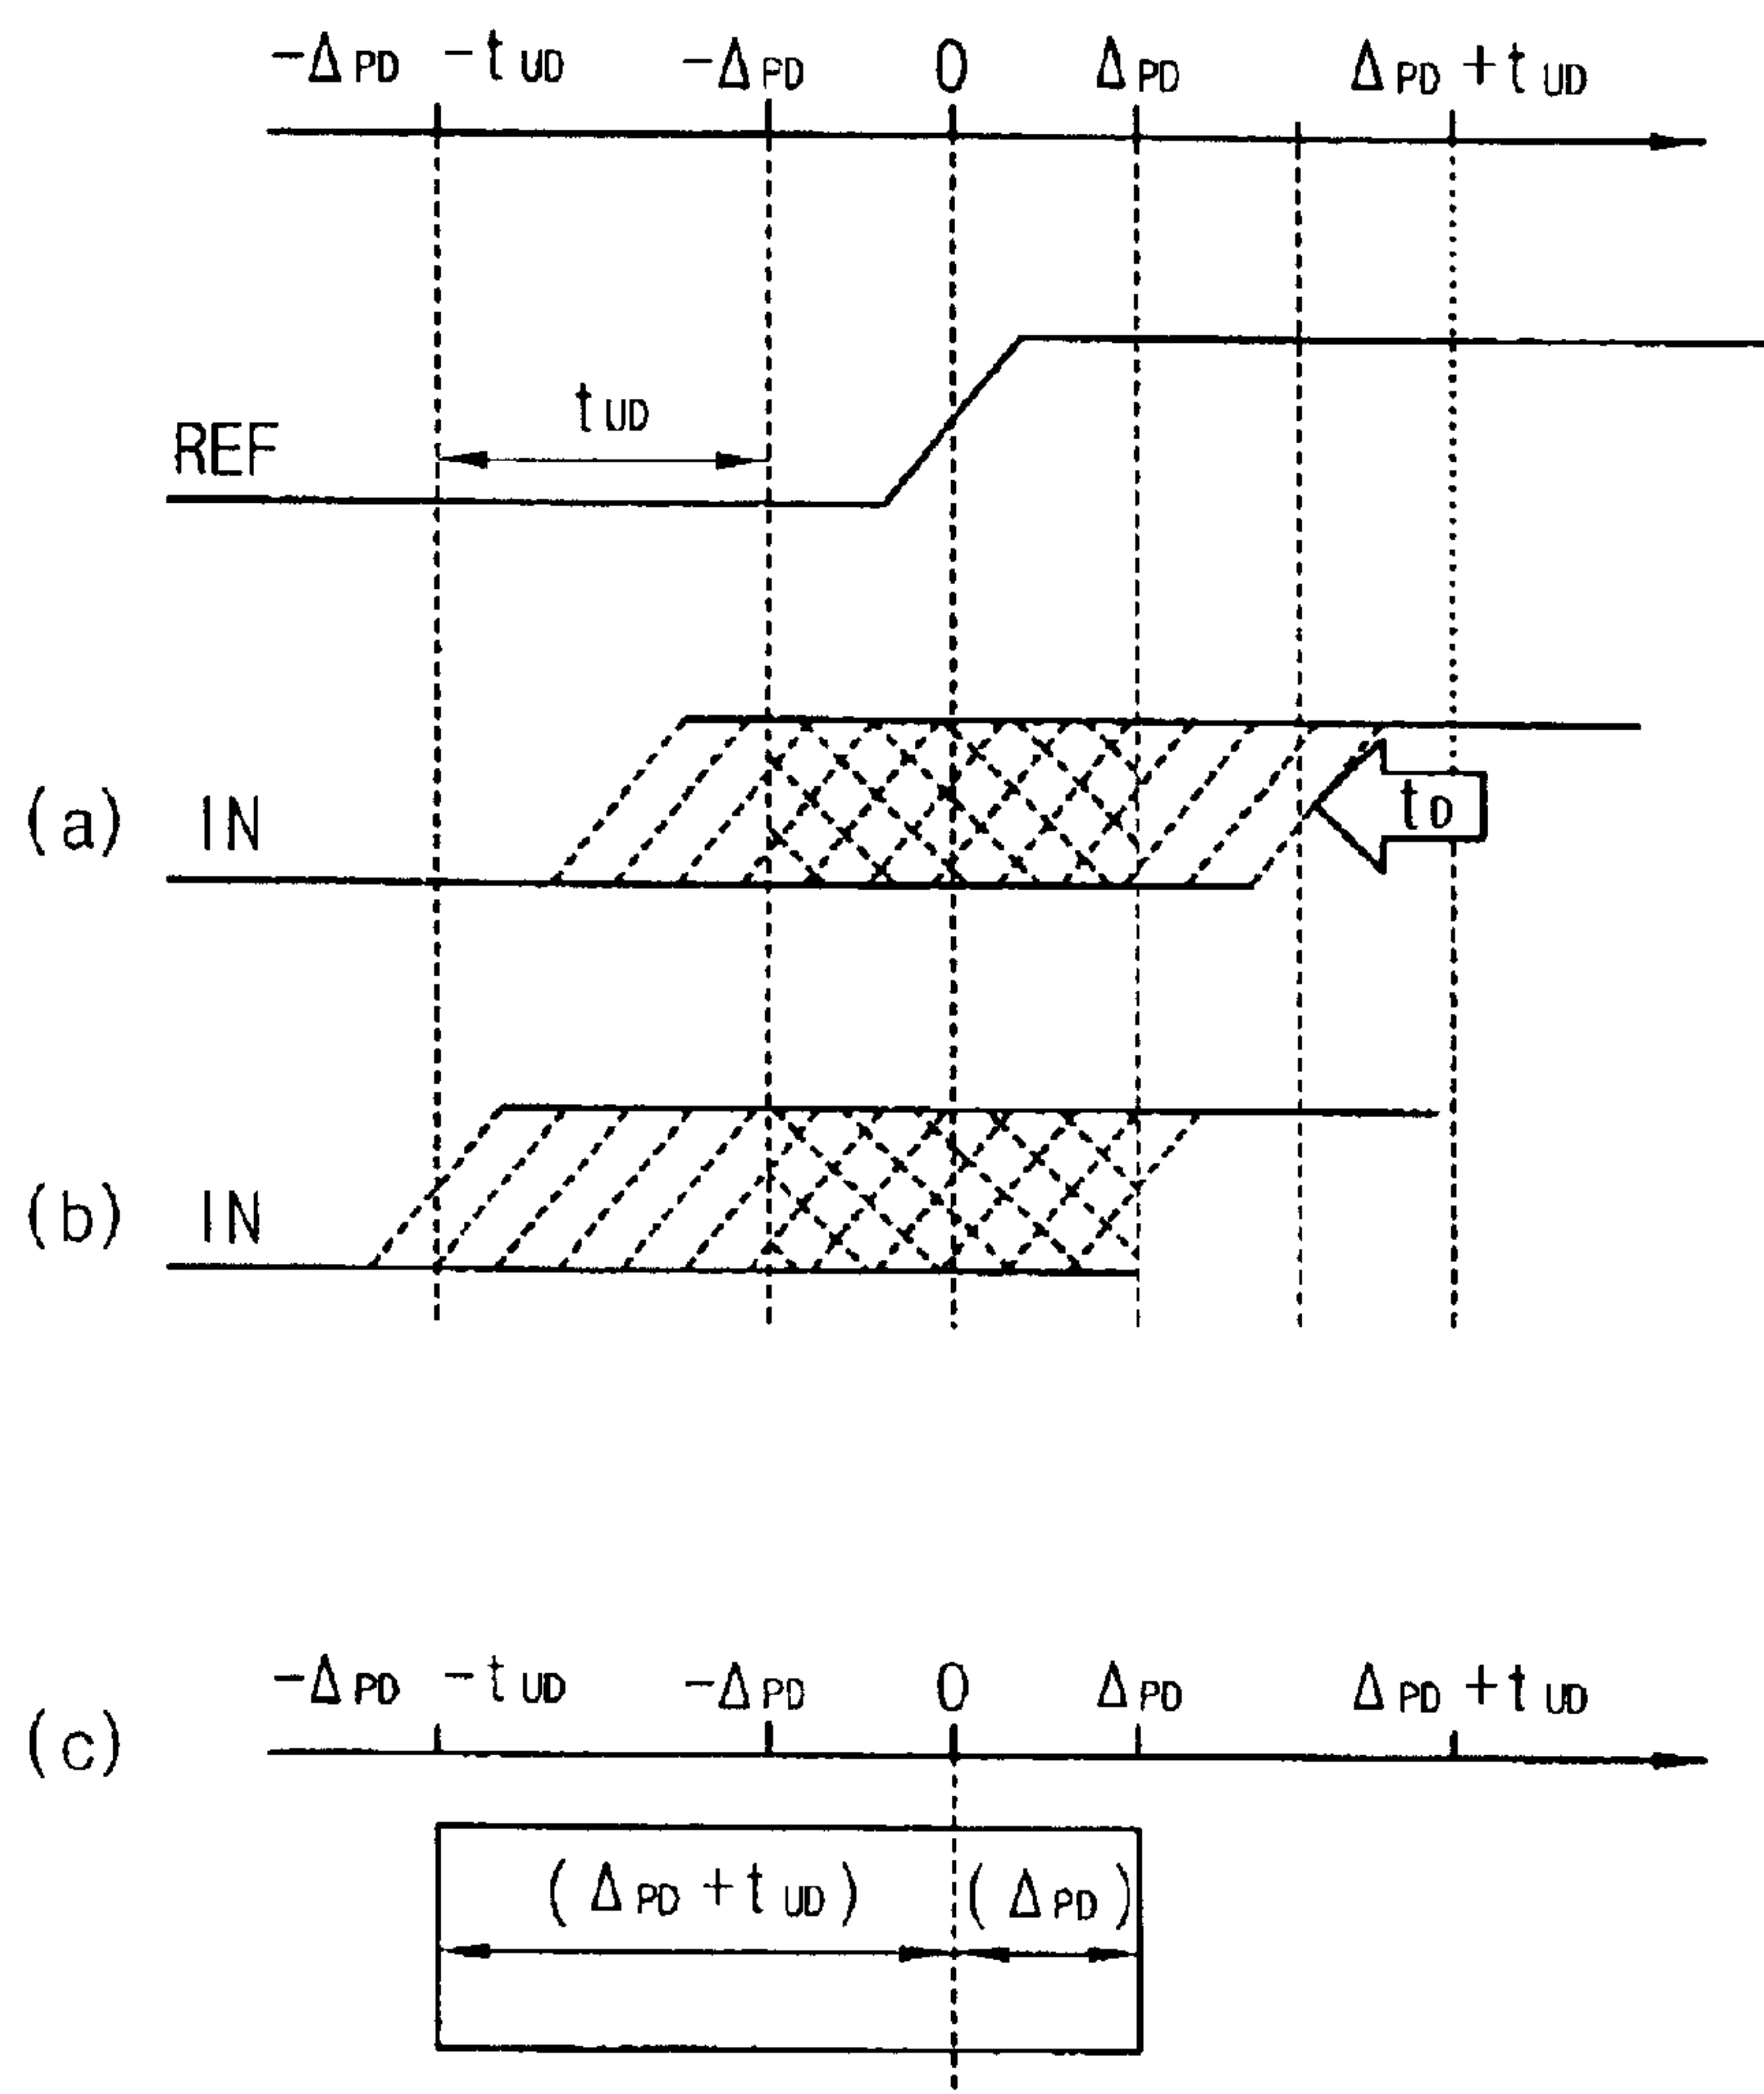 -ΔPD -tUD -ΔPD 0 ΔPD ΔPD +tUD
tUD
REF
(a) IN tD
(b) IN
-ΔPD -tUD -ΔPD 0 ΔPD ΔPD +tUD
(c)
(ΔPD +tUD) (ΔPD)